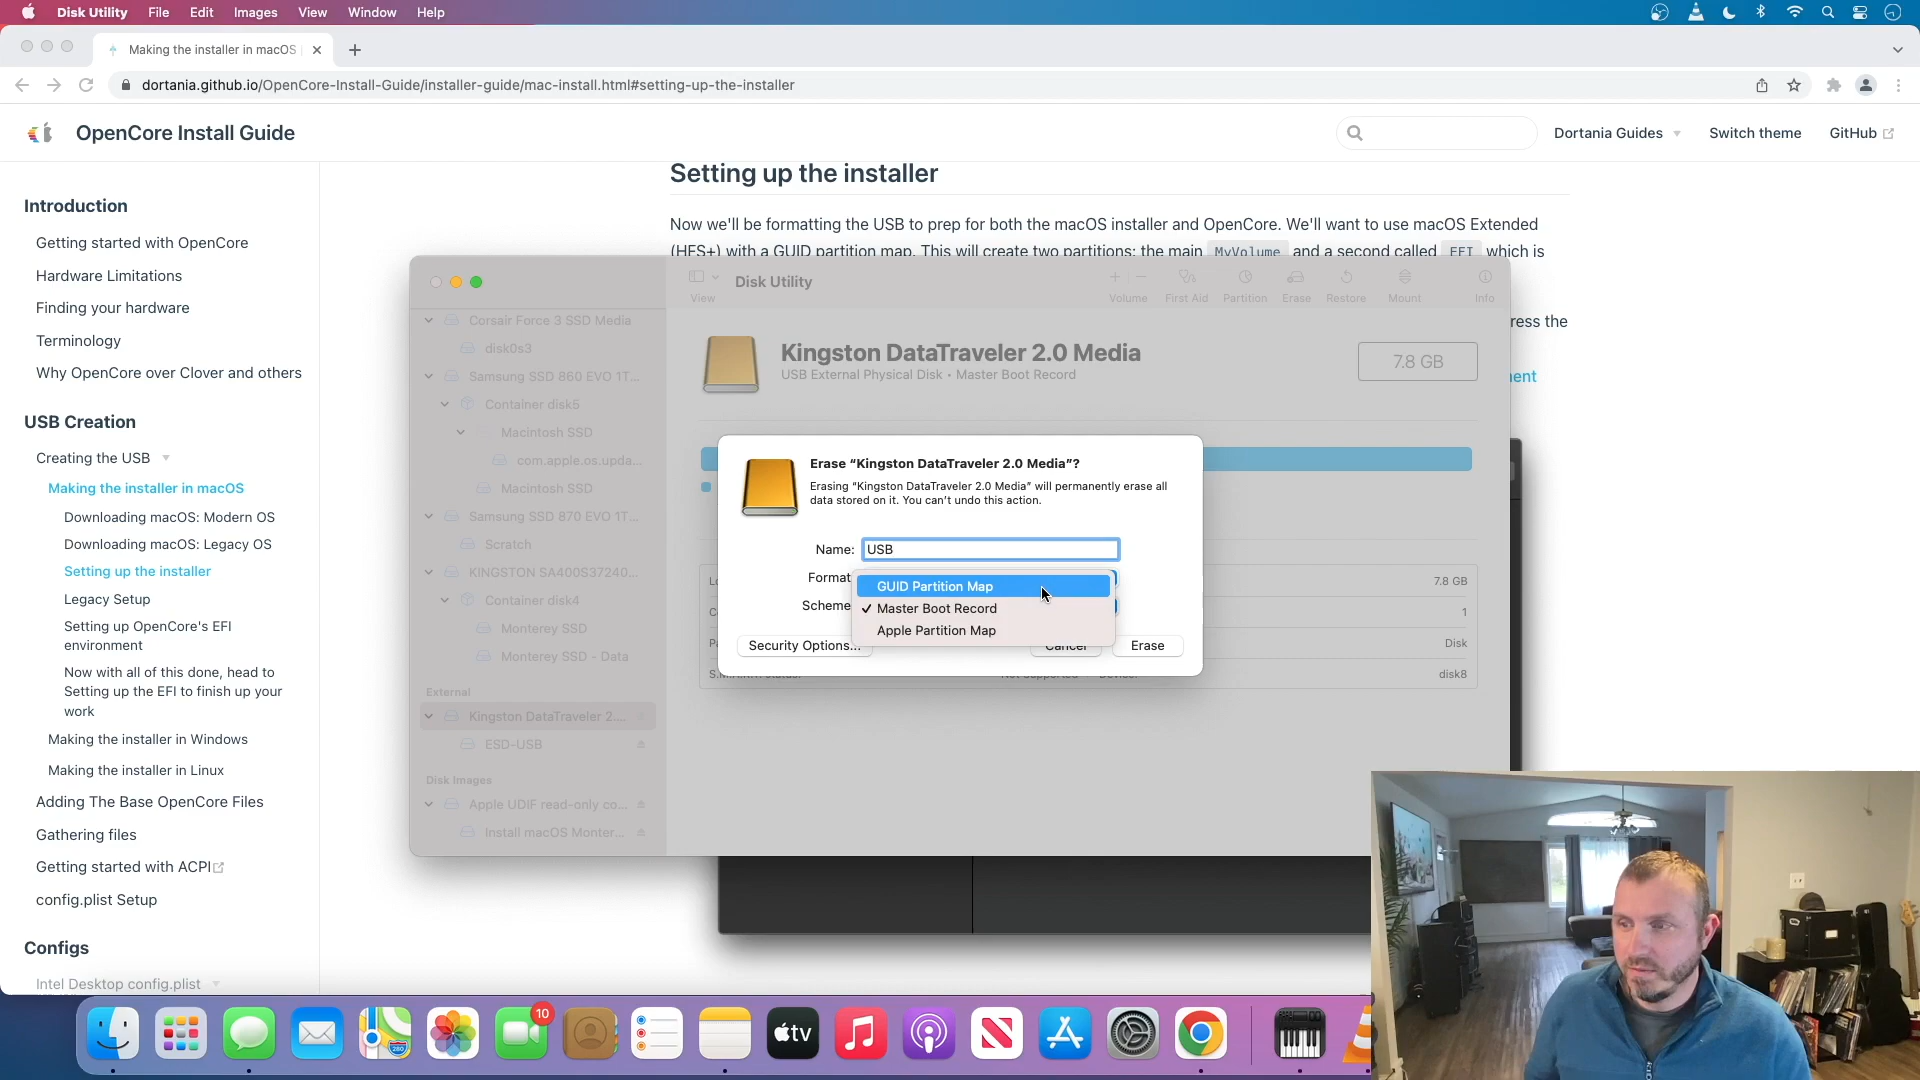 Disk Utility File Edit Images View Window Help
Making the installer in macOS
dortania.github.io/OpenCore-Install-Guide/installer-guide/mac-install.html#setting-up-the-installer
OpenCore Install Guide
Dortania Guides Switch theme GitHub
Introduction
Getting started with OpenCore
Hardware Limitations
Finding your hardware
Terminology
Why OpenCore over Clover and others
USB Creation
Creating the USB
Making the installer in macOS
Downloading macOS: Modern OS
Downloading macOS: Legacy OS
Setting up the installer
Legacy Setup
Setting up OpenCore's EFI
environment
Now with all of this done, head to
Setting up the EFI to finish up your
work
Making the installer in Windows
Making the installer in Linux
Adding The Base OpenCore Files
Gathering files
Getting started with ACPI
config.plist Setup
Configs
Intel Desktop config.plist
Setting up the installer
Now we'll be formatting the USB to prep for both the macOS installer and OpenCore. We'll want to use macOS Extended
(HFS+) with a GUID partition map. This will create two partitions: the main MyVolume and a second called EFI which is
ress the
ent
View
Disk Utility
Volume First Aid Partition Erase Restore Mount Info
Corsair Force 3 SSD Media
disk0s3
Samsung SSD 860 EVO 1T...
Container disk5
Macintosh SSD
com.apple.os.upda...
Macintosh SSD
Samsung SSD 870 EVO 1T...
Scratch
KINGSTON SA400S37240...
Container disk4
Monterey SSD
Monterey SSD - Data
External
Kingston DataTraveler 2....
ESD-USB
Disk Images
Apple UDIF read-only co...
Install macOS Monter...
Kingston DataTraveler 2.0 Media
USB External Physical Disk • Master Boot Record
7.8 GB
Erase “Kingston DataTraveler 2.0 Media”?
Erasing “Kingston DataTraveler 2.0 Media” will permanently erase all
data stored on it. You can’t undo this action.
Name: USB
Format
GUID Partition Map
Scheme
Master Boot Record
Apple Partition Map
Security Options...
Cancel
Erase
7.8 GB
1
Disk
disk8
10
tv
280